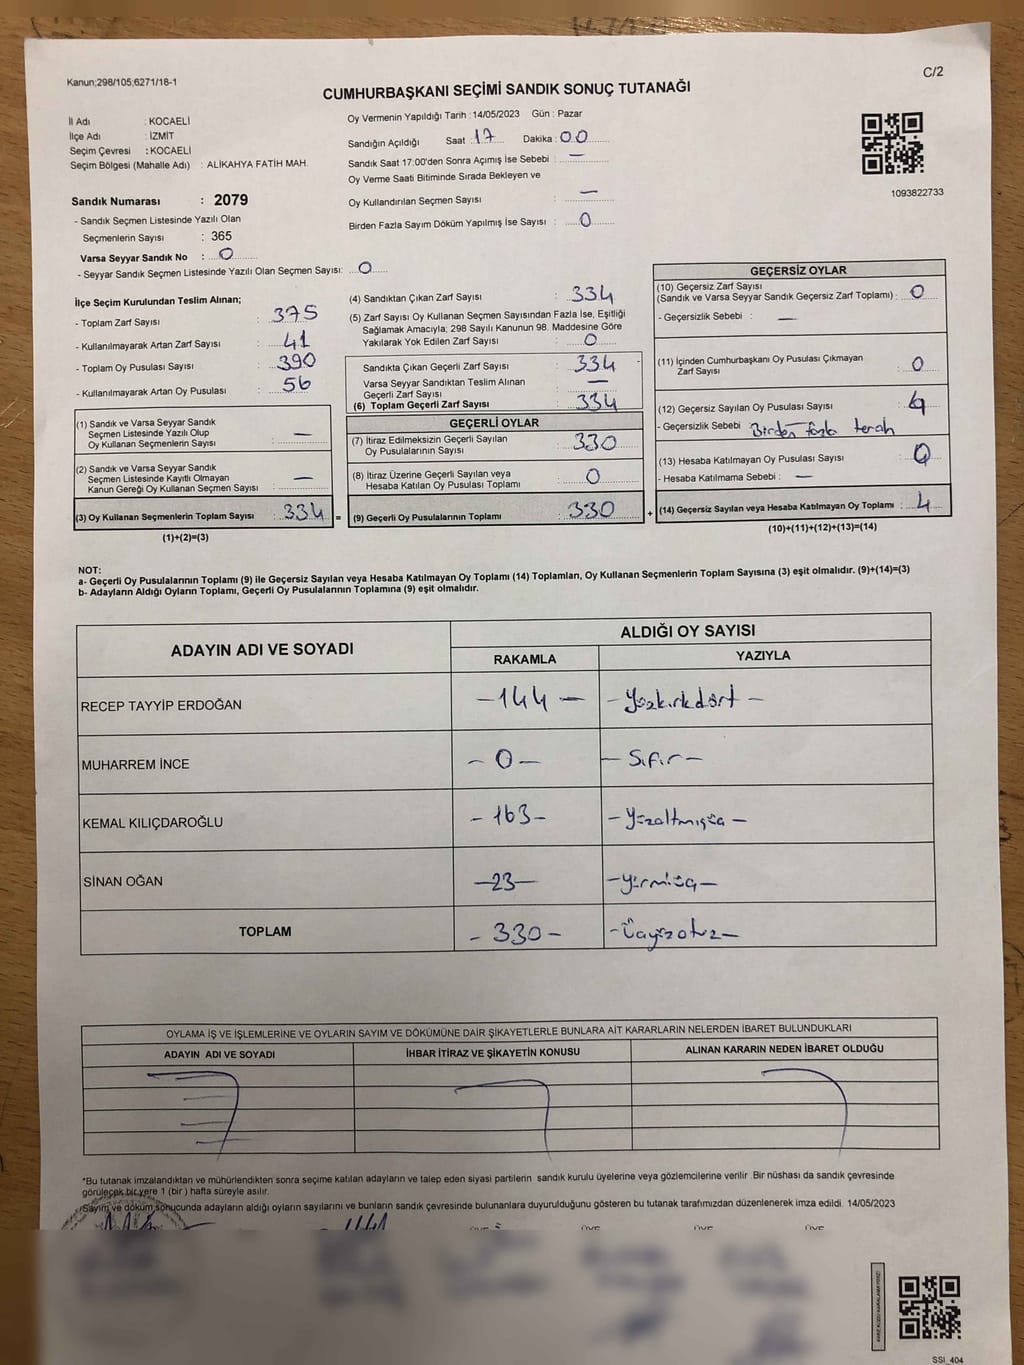 Kanun;298/105;6271/16-1
C/2
CUMHURBAŞKANI SEÇİMİ SANDIK SONUÇ TUTANAĞI
İl Adı : KOCAELİ
İlçe Adı : İZMİT
Seçim Çevresi : KOCAELİ
Seçim Bölgesi (Mahalle Adı) : ALİKAHYA FATİH MAH.
Sandık Numarası : 2079
- Sandık Seçmen Listesinde Yazılı Olan
Seçmenlerin Sayısı : 365
Varsa Seyyar Sandık No : 0
- Seyyar Sandık Seçmen Listesinde Yazılı Olan Seçmen Sayısı: 0
Oy Vermenin Yapıldığı Tarih : 14/05/2023 Gün : Pazar
Sandığın Açıldığı Saat : 17 Dakika : 00
Sandık Saat 17:00'den Sonra Açımış İse Sebebi : —
Oy Verme Saati Bitiminde Sırada Bekleyen ve
Oy Kullandırılan Seçmen Sayısı : —
Birden Fazla Sayım Döküm Yapılmış İse Sayısı : 0
1093822733
İlçe Seçim Kurulundan Teslim Alınan;
- Toplam Zarf Sayısı : 375
- Kullanılmayarak Artan Zarf Sayısı : 41
- Toplam Oy Pusulası Sayısı : 390
- Kullanılmayarak Artan Oy Pusulası : 56
(1) Sandık ve Varsa Seyyar Sandık
Seçmen Listesinde Yazılı Olup
Oy Kullanan Seçmenlerin Sayısı : —
(2) Sandık ve Varsa Seyyar Sandık
Seçmen Listesinde Kayıtlı Olmayan
Kanun Gereği Oy Kullanan Seçmen Sayısı : —
(3) Oy Kullanan Seçmenlerin Toplam Sayısı : 334 =
(1)+(2)=(3)
(4) Sandıktan Çıkan Zarf Sayısı : 334
(5) Zarf Sayısı Oy Kullanan Seçmen Sayısından Fazla İse, Eşitliği
Sağlamak Amacıyla; 298 Sayılı Kanunun 98. Maddesine Göre
Yakılarak Yok Edilen Zarf Sayısı : 0
Sandıkta Çıkan Geçerli Zarf Sayısı : 334
Varsa Seyyar Sandıktan Teslim Alınan
Geçerli Zarf Sayısı : —
(6) Toplam Geçerli Zarf Sayısı : 334
GEÇERLİ OYLAR
(7) İtiraz Edilmeksizin Geçerli Sayılan
Oy Pusulalarının Sayısı : 330
(8) İtiraz Üzerine Geçerli Sayılan veya
Hesaba Katılan Oy Pusulası Toplamı : 0
(9) Geçerli Oy Pusulalarının Toplamı : 330 +
GEÇERSİZ OYLAR
(10) Geçersiz Zarf Sayısı
(Sandık ve Varsa Seyyar Sandık Geçersiz Zarf Toplamı) : 0
- Geçersizlik Sebebi : —
(11) İçinden Cumhurbaşkanı Oy Pusulası Çıkmayan
Zarf Sayısı : 0
(12) Geçersiz Sayılan Oy Pusulası Sayısı : 4
- Geçersizlik Sebebi Birden fazla tercih
(13) Hesaba Katılmayan Oy Pusulası Sayısı : 0
- Hesaba Katılmama Sebebi : —
(14) Geçersiz Sayılan veya Hesaba Katılmayan Oy Toplamı : 4
(10)+(11)+(12)+(13)=(14)
NOT:
a- Geçerli Oy Pusulalarının Toplamı (9) ile Geçersiz Sayılan veya Hesaba Katılmayan Oy Toplamı (14) Toplamları, Oy Kullanan Seçmenlerin Toplam Sayısına (3) eşit olmalıdır. (9)+(14)=(3)
b- Adayların Aldığı Oyların Toplamı, Geçerli Oy Pusulalarının Toplamına (9) eşit olmalıdır.
ADAYIN ADI VE SOYADI
ALDIĞI OY SAYISI
RAKAMLA YAZIYLA
RECEP TAYYİP ERDOĞAN -144- -Yüzkırkdört-
MUHARREM İNCE -0- -Sıfır-
KEMAL KILIÇDAROĞLU -163- -Yüzaltmışüç-
SİNAN OĞAN -23- -Yirmiüç-
TOPLAM -330- -Üçyüzotuz-
OYLAMA İŞ VE İŞLEMLERİNE VE OYLARIN SAYIM VE DÖKÜMÜNE DAİR ŞİKAYETLERLE BUNLARA AİT KARARLARIN NELERDEN İBARET BULUNDUKLARI
ADAYIN ADI VE SOYADI İHBAR İTİRAZ VE ŞİKAYETİN KONUSU ALINAN KARARIN NEDEN İBARET OLDUĞU
*Bu tutanak imzalandıktan ve mühürlendikten sonra seçime katılan adayların ve talep eden siyasi partilerin sandık kurulu üyelerine veya gözlemcilerine verilir. Bir nüshası da sandık çevresinde
görülecek bir yere 1 (bir) hafta süreyle asılır.
Sayım ve döküm sonucunda adayların aldığı oyların sayılarını ve bunların sandık çevresinde bulunanlara duyurulduğunu gösteren bu tutanak tarafımızdan düzenlenerek imza edildi. 14/05/2023
SSI_404